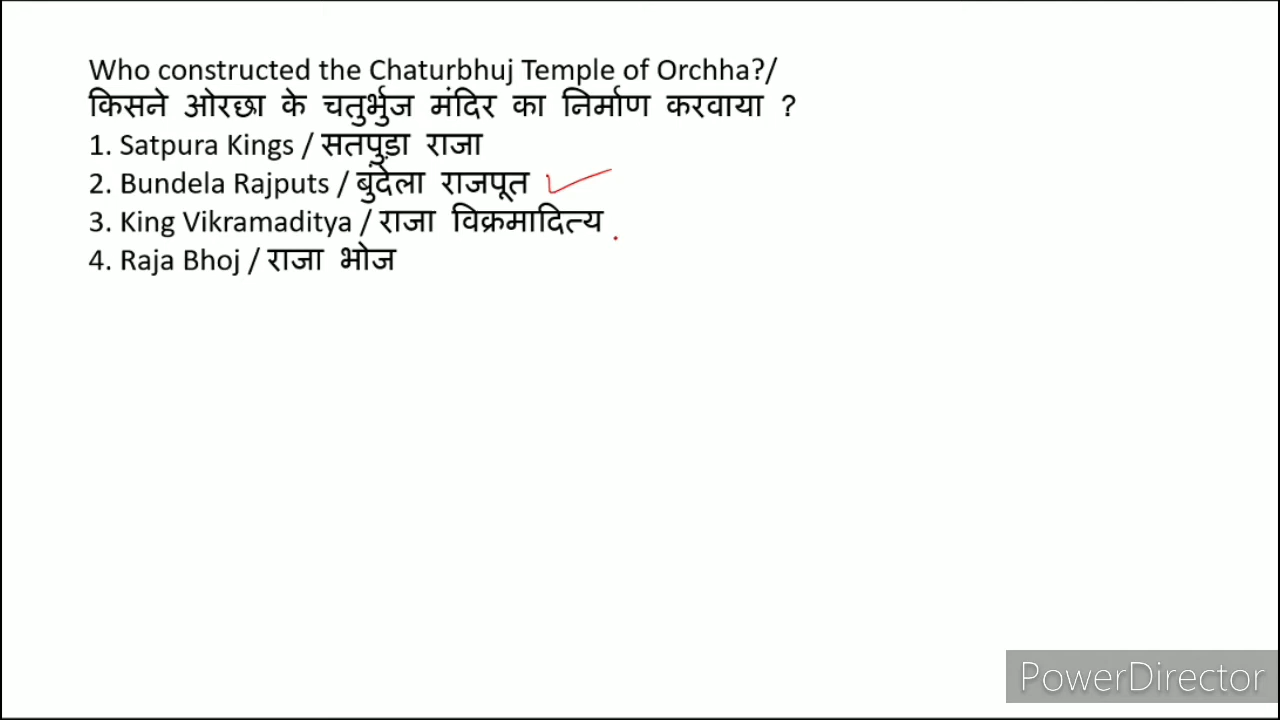 Who constructed the Chaturbhuj Temple of Orchha?/
किसने ओरछा के चतुर्भुज मंदिर का निर्माण करवाया ?
1. Satpura Kings / सतपुड़ा राजा
2. Bundela Rajputs / बुंदेला राजपूत
3. King Vikramaditya / राजा विक्रमादित्य
4. Raja Bhoj / राजा भोज
PowerDirector